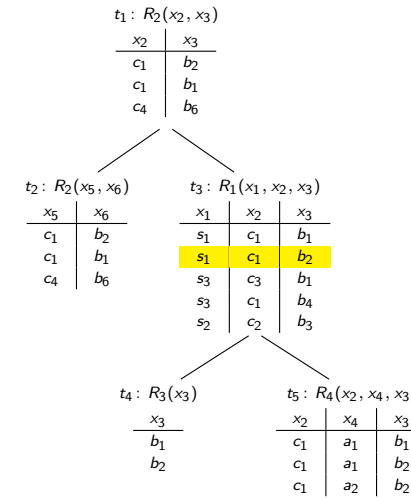 t₁: R₂(x₂, x₃)
x₂ x₃
c₁ b₂
c₁ b₁
c₄ b₆
t₂: R₂(x₅, x₆)
x₅ x₆
c₁ b₂
c₁ b₁
c₄ b₆
t₃: R₁(x₁, x₂, x₃)
x₁ x₂ x₃
s₁ c₁ b₁
s₁ c₁ b₂
s₃ c₃ b₁
s₃ c₁ b₄
s₂ c₂ b₃
t₄: R₃(x₃)
x₃
b₁
b₂
t₅: R₄(x₂, x₄, x₃
x₂ x₄ x₃
c₁ a₁ b₁
c₁ a₁ b₂
c₁ a₂ b₂